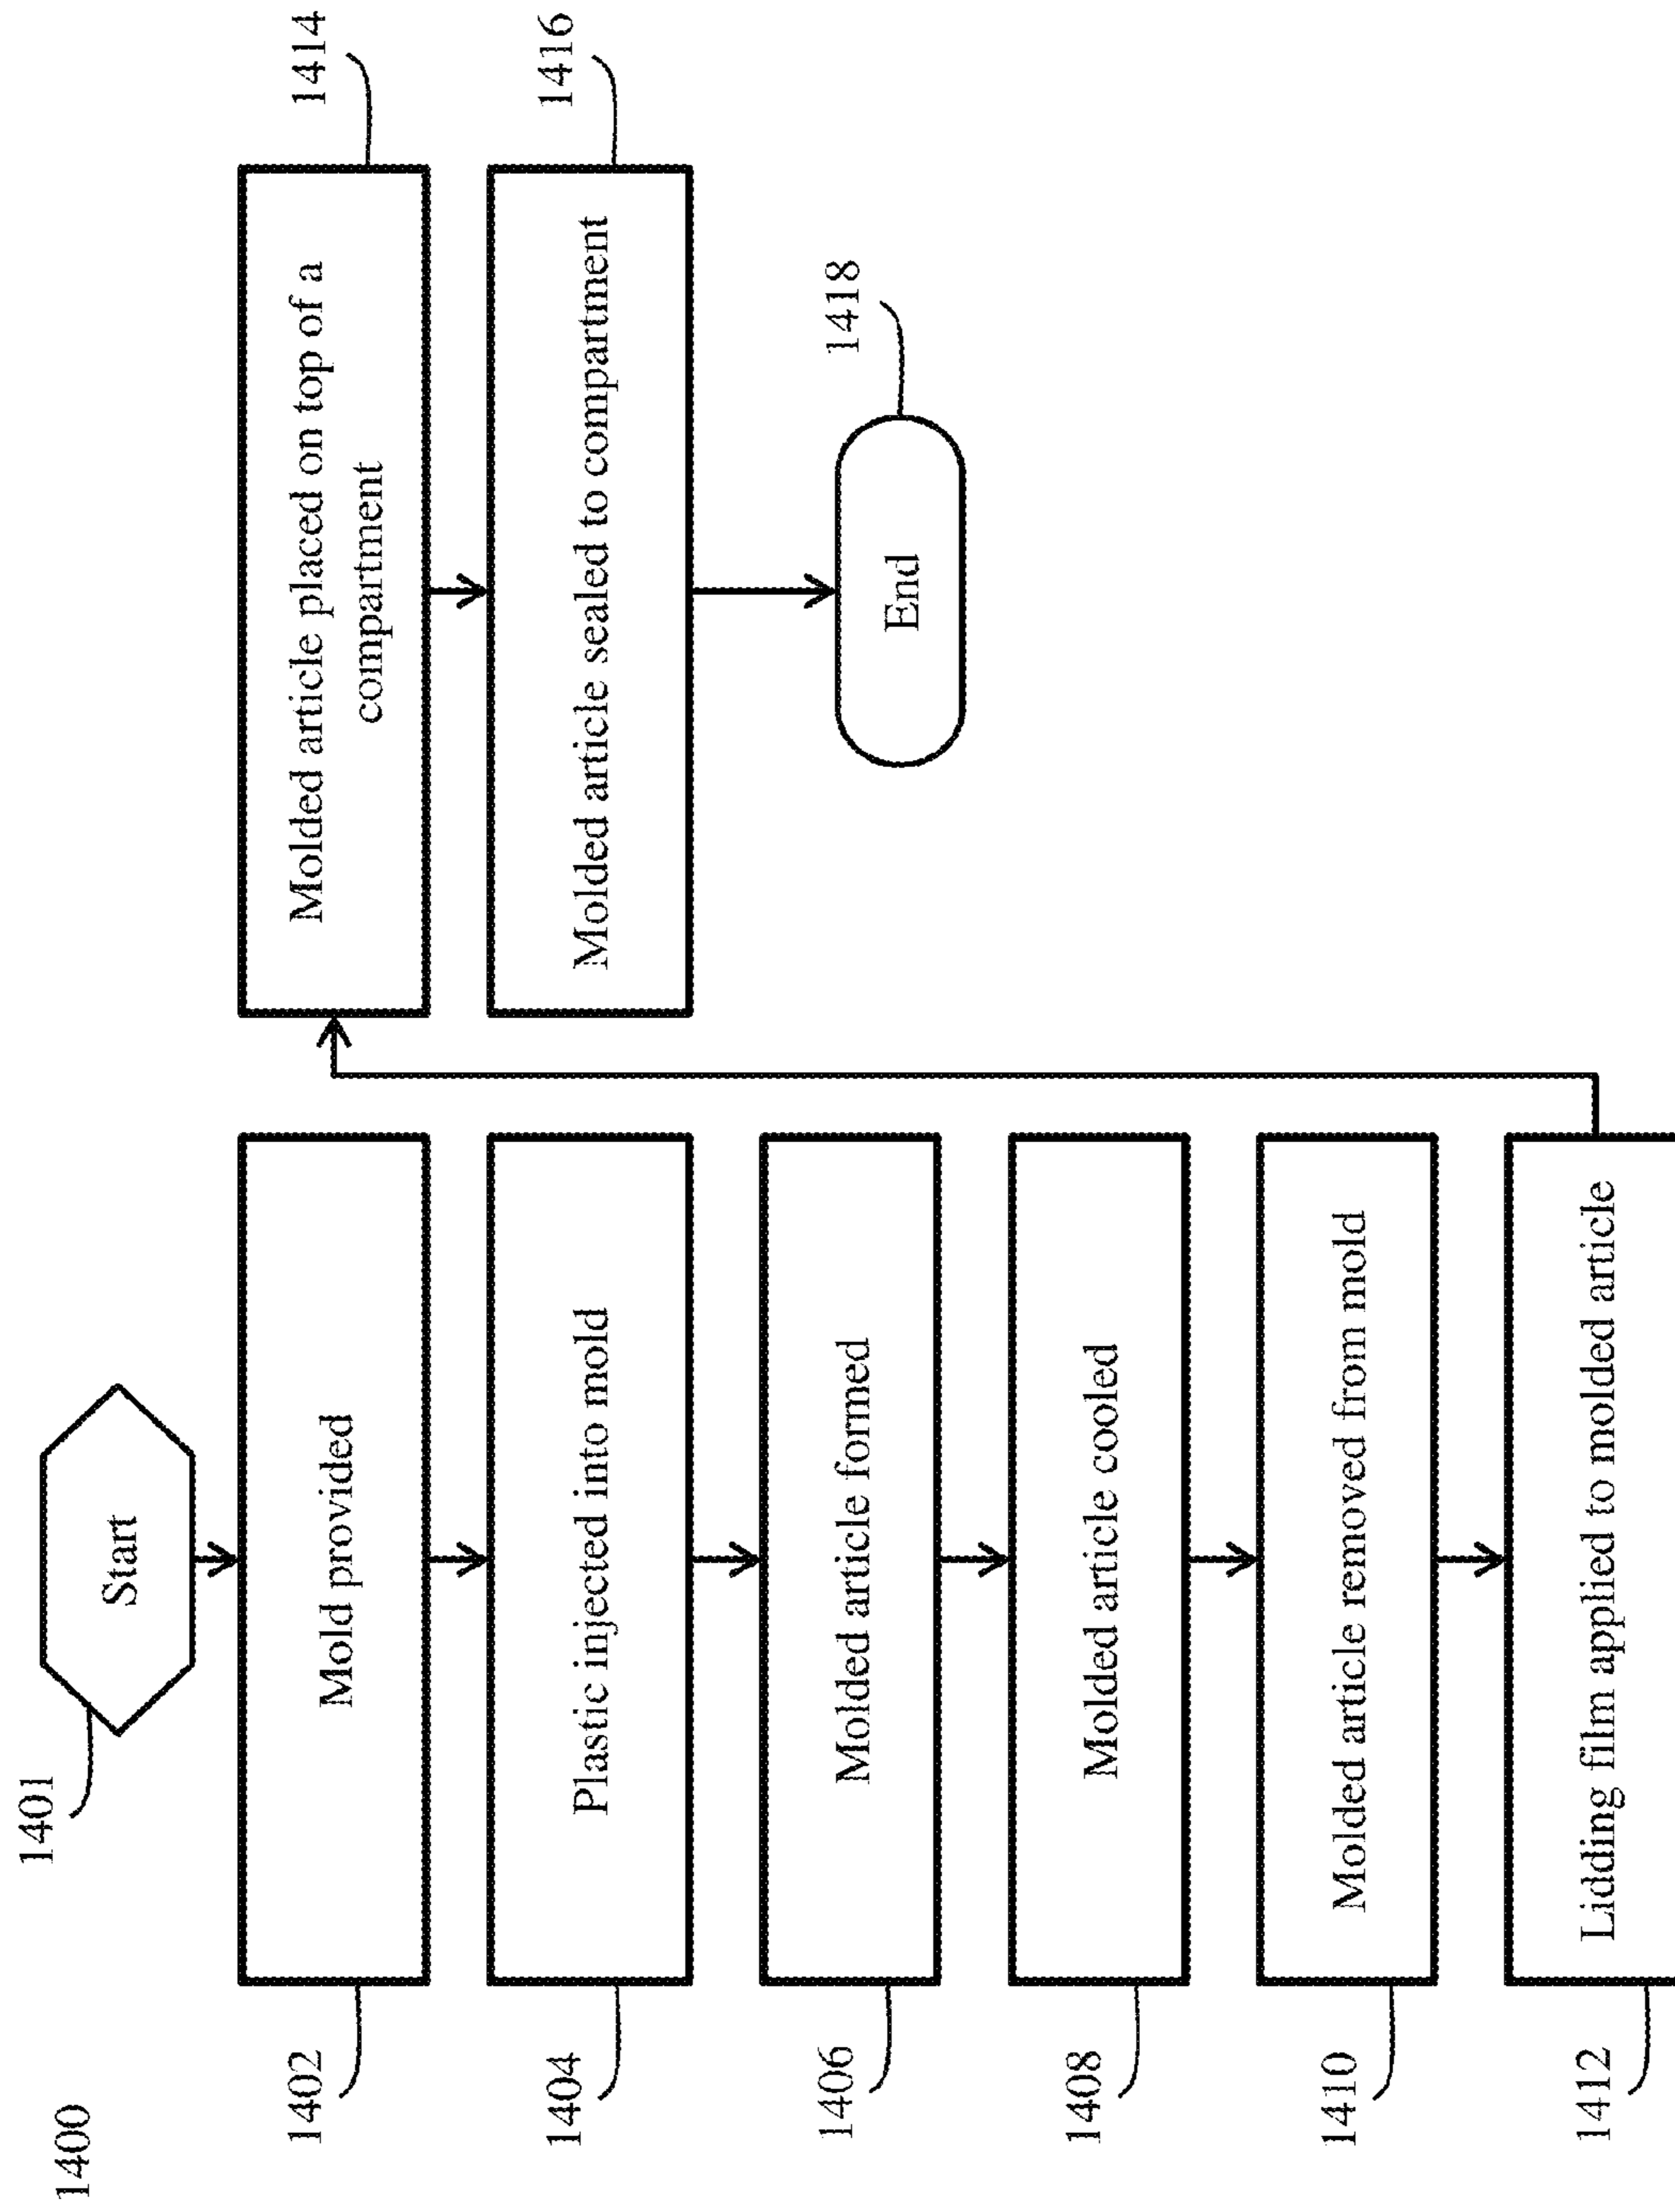 1400
1401
Start
1402
Mold provided
1404
Plastic injected into mold
1406
Molded article formed
1408
Molded article cooled
1410
Molded article removed from mold
1412
Lidding film applied to molded article
Molded article placed on top of a
compartment
1414
Molded article sealed to compartment
1416
End
1418